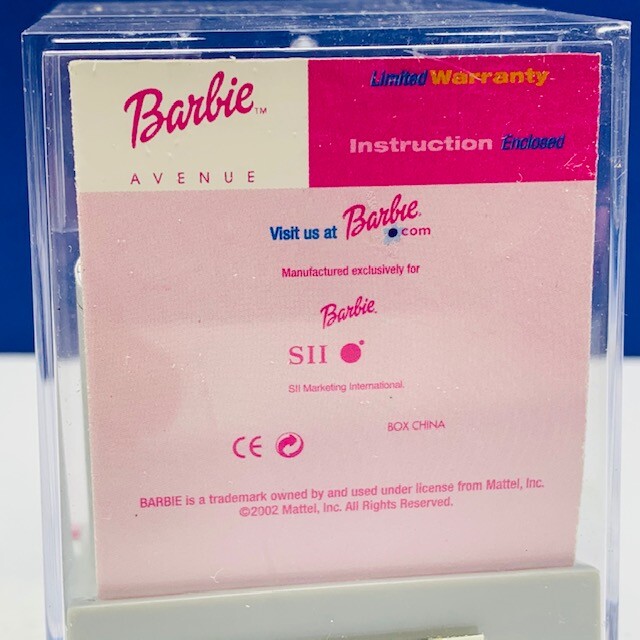 Barbie™
AVENUE
Limited Warranty
Instruction Enclosed
Visit us at Barbie.com
Manufactured exclusively for
Barbie
SII
SII Marketing International.
BOX CHINA
CE
BARBIE is a trademark owned by and used under license from Mattel, Inc.
©2002 Mattel, Inc. All Rights Reserved.